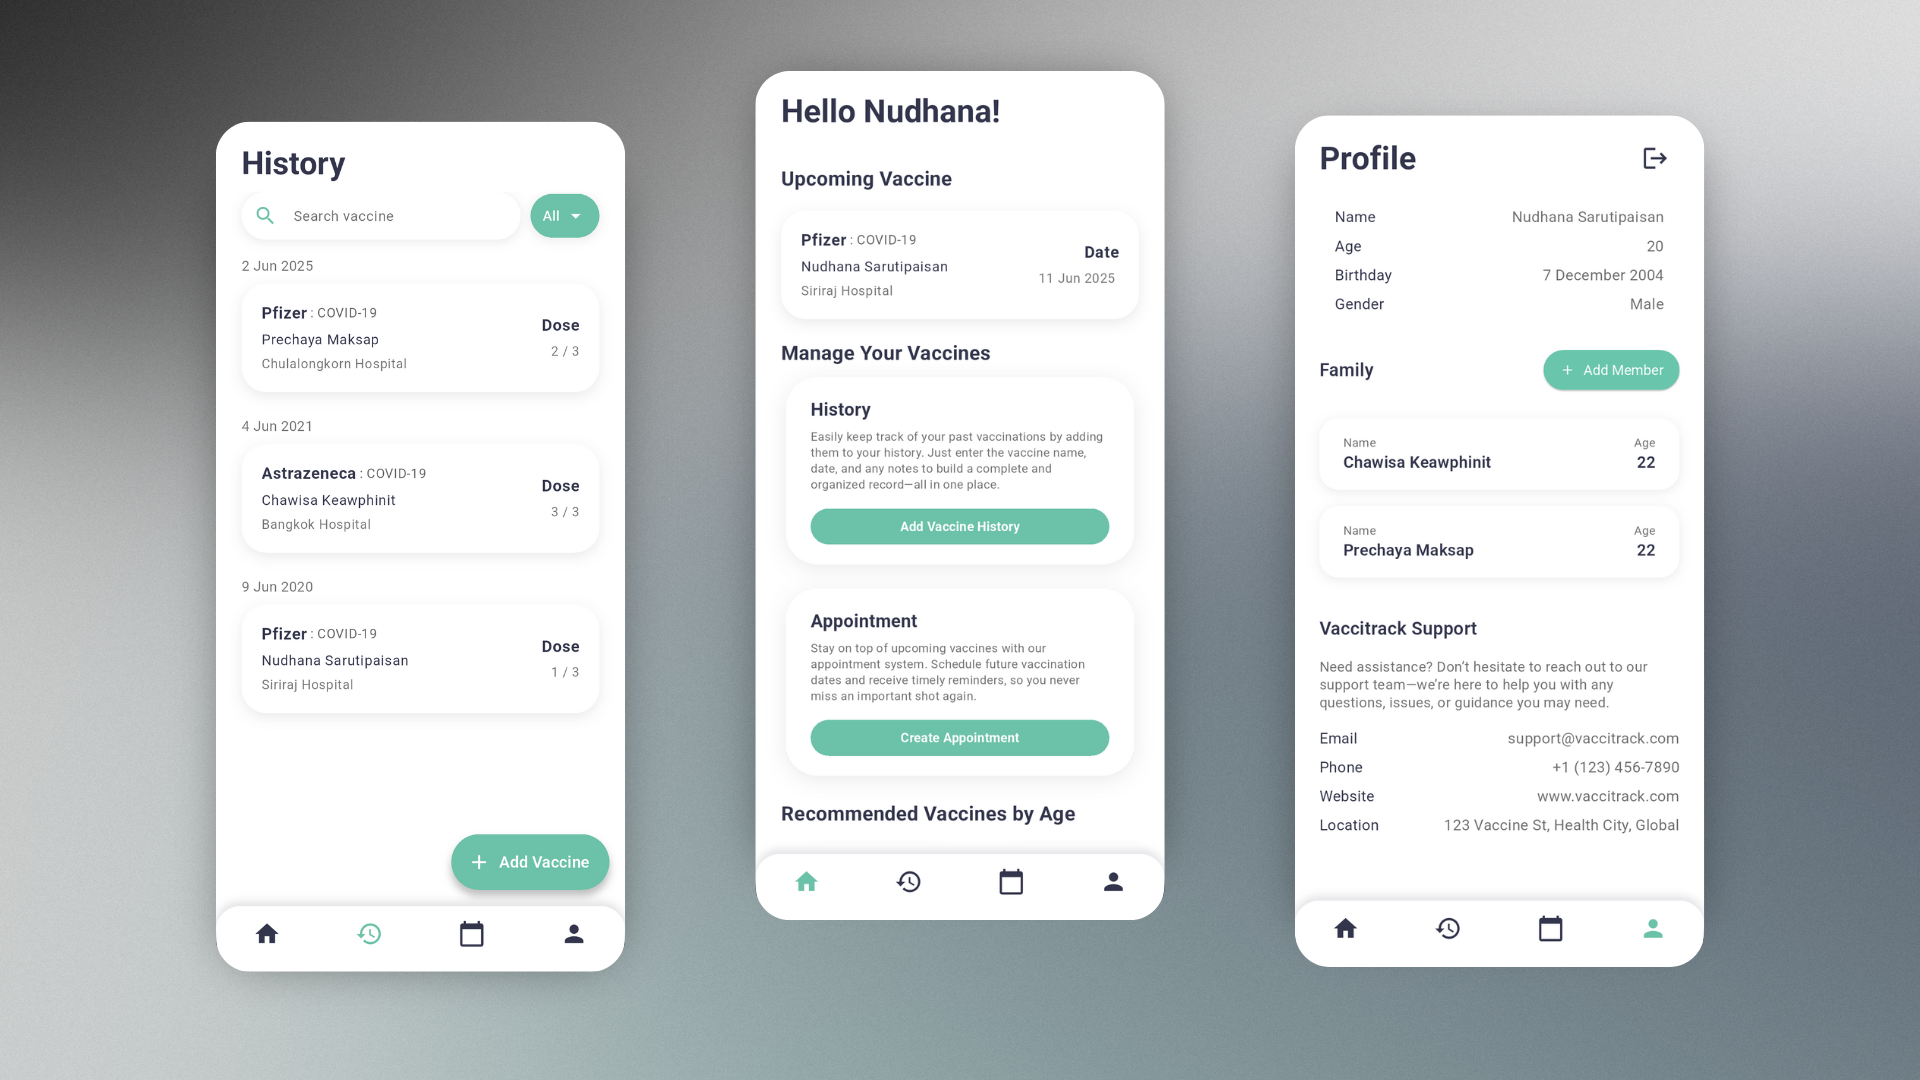 History
Search vaccine
All
2 Jun 2025
Pfizer : COVID-19
Prechaya Maksap
Chulalongkorn Hospital
Dose
2 / 3
4 Jun 2021
Astrazeneca : COVID-19
Chawisa Keawphinit
Bangkok Hospital
Dose
3 / 3
9 Jun 2020
Pfizer : COVID-19
Nudhana Sarutipaisan
Siriraj Hospital
Dose
1 / 3
Add Vaccine
Hello Nudhana!
Upcoming Vaccine
Pfizer : COVID-19
Nudhana Sarutipaisan
Siriraj Hospital
Date
11 Jun 2025
Manage Your Vaccines
History
Easily keep track of your past vaccinations by adding
them to your history. Just enter the vaccine name,
date, and any notes to build a complete and
organized record—all in one place.
Add Vaccine History
Appointment
Stay on top of upcoming vaccines with our
appointment system. Schedule future vaccination
dates and receive timely reminders, so you never
miss an important shot again.
Create Appointment
Recommended Vaccines by Age
Profile
Name Nudhana Sarutipaisan
Age 20
Birthday 7 December 2004
Gender Male
Family
Add Member
Name Age
Chawisa Keawphinit 22
Name Age
Prechaya Maksap 22
Vaccitrack Support
Need assistance? Don't hesitate to reach out to our
support team—we're here to help you with any
questions, issues, or guidance you may need.
Email support@vaccitrack.com
Phone +1 (123) 456-7890
Website www.vaccitrack.com
Location 123 Vaccine St, Health City, Global